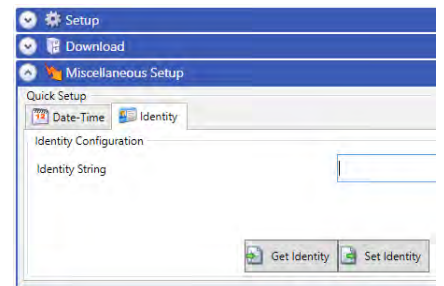 Setup
Download
Miscellaneous Setup
Quick Setup
Date-Time Identity
Identity Configuration
Identity String
Get Identity Set Identity